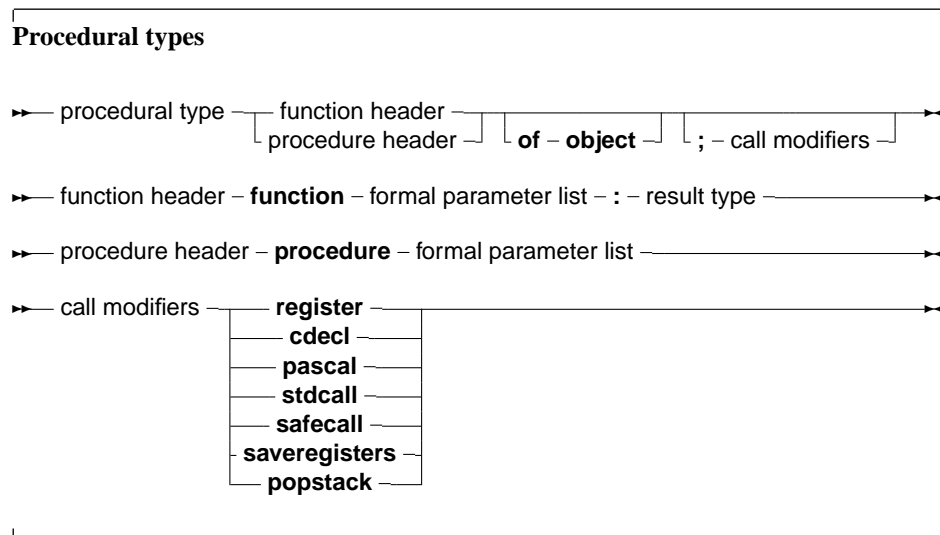 Procedural types
procedural type function header
procedure header of – object ; – call modifiers
function header – function – formal parameter list – : – result type
procedure header – procedure – formal parameter list
call modifiers register
cdecl
pascal
stdcall
safecall
saveregisters
popstack